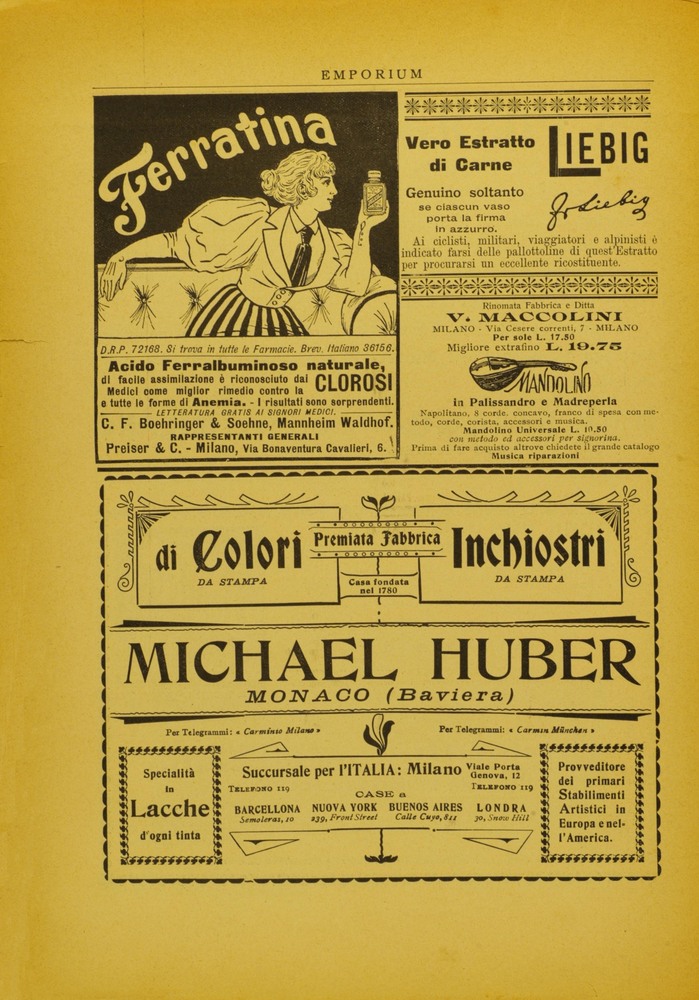 EMPORIUM
Ferratina
D.R.P. 72168. Si trova in tutte le Farmacie. Brev. Italiano 36156.
Acido Ferralbuminoso naturale,
di facile assimilazione è riconosciuto dai CLOROSI
Medici come miglior rimedio contro la
e tutte le forme di Anemia. - I risultati sono sorprendenti.
LETTERATURA GRATIS AI SIGNORI MEDICI.
C. F. Boehringer & Soehne, Mannheim Waldhof.
RAPPRESENTANTI GENERALI
Preiser & C. - Milano, Via Bonaventura Cavalieri, 6.
Vero Estratto
di Carne
LIEBIG
Genuino soltanto
se ciascun vaso
porta la firma
in azzurro.
J v Liebig
Ai ciclisti, militari, viaggiatori e alpinisti è
indicato farsi delle pallottoline di quest'Estratto
per procurarsi un eccellente ricostituente.
Rinomata Fabbrica e Ditta
V. MACCOLINI
MILANO - Via Cesere correnti, 7 - MILANO
Per sole L. 17.50
Migliore extrafino L. 19.75
MANDOLINO
in Palissandro e Madreperla
Napolitano, 8 corde. concavo, franco di spesa con me-
todo, corde, corista, accessori e musica.
Mandolino Universale L. 10.50
con metodo ed accessori per signorina.
Prima di fare acquisto altrove chiedete il grande catalogo
Musica riparazioni
Premiata Fabbrica
di Colori
DA STAMPA
Inchiostri
DA STAMPA
Casa fondata
nel 1780
MICHAEL HUBER
MONACO (Baviera)
Per Telegrammi: « Carminio Milano »
Per Telegrammi: « Carmin München »
Specialità
in
Lacche
d'ogni tinta
Succursale per l'ITALIA: Milano Viale Porta
Genova, 12
TELEFONO 119
TELEFONO 119
CASE a
BARCELLONA NUOVA YORK BUENOS AIRES LONDRA
Semoleras, 10 239, Front Street Calle Cuyo, 821 30, Snow Hill
Provveditore
dei primari
Stabilimenti
Artistici in
Europa e nel-
l'America.